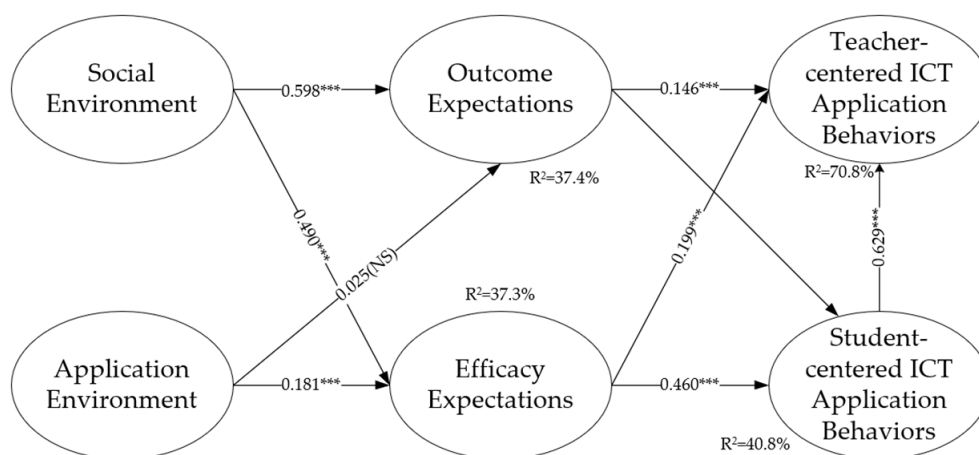 Social
Environment
Outcome
Expectations
Teacher-
centered ICT
Application
Behaviors
0.598***
0.146***
R²=37.4%
R²=70.8%
0.490***
0.025(NS)
0.199***
0.629***
R²=37.3%
Application
Environment
Efficacy
Expectations
Student-
centered ICT
Application
Behaviors
0.181***
0.460***
R²=40.8%